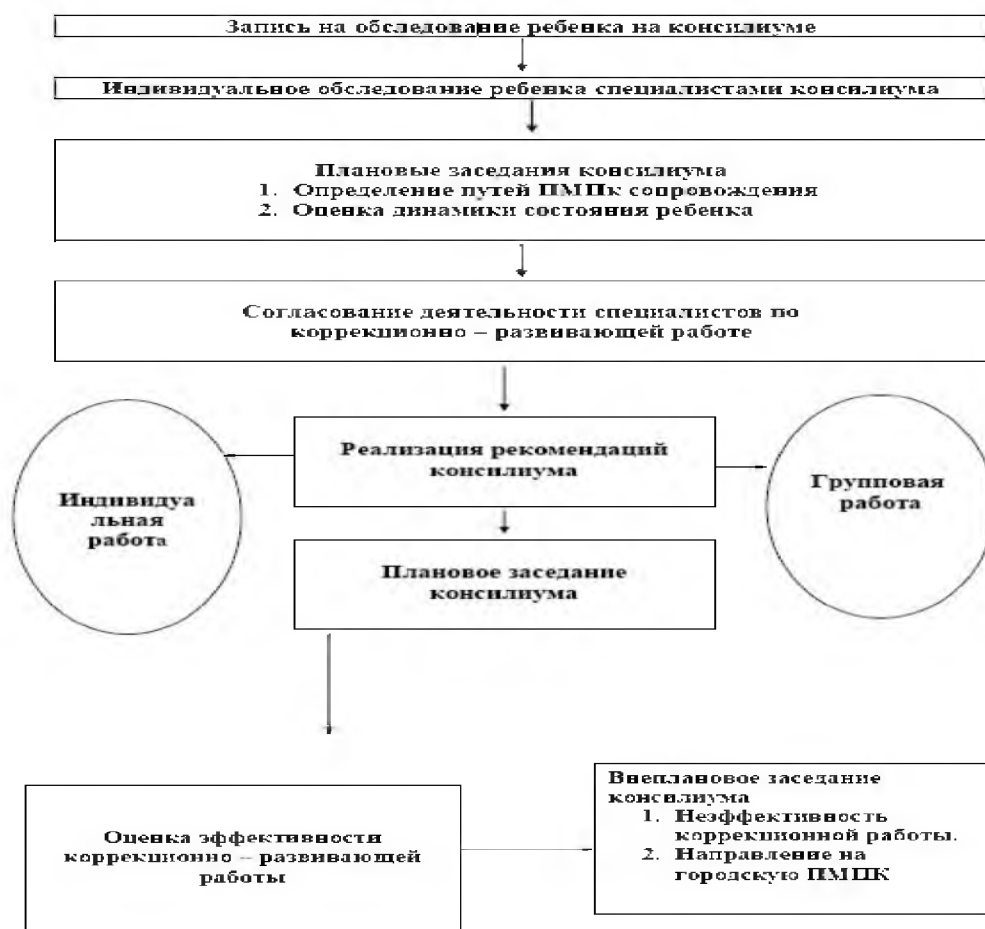 Запись на обследование ребенка на консилиуме
Индивидуальное обследование ребенка специалистами консилиума
Плановые заседания консилиума
1. Определение путей ПМПк сопровождения
2. Оценка динамики состояния ребенка
Согласование деятельности специалистов по
коррекционно – развивающей работе
Реализация рекомендаций
консилиума
Индивидуа
льная
работа
Групповая
работа
Плановое заседание
консилиума
Оценка эффективности
коррекционно – развивающей
работы
Внеплановое заседание
консилиума
1. Неэффективность
коррекционной работы.
2. Направление на
городскую ПМПК